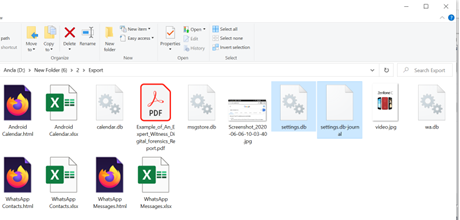 Move to
Copy to
Delete
Rename
New folder
New item
Easy access
Properties
Open
Edit
History
Select all
Select none
Invert selection
path
shortcut
Organize
New
Open
Select
Ancla (D:) > New Folder (6) > 2 > Export
Search Export
Android Calendar.html
Android Calendar.xlsx
calendar.db
Example_of_An_Expert_Witness_Digital_forensics_Report.pdf
msgstore.db
Screenshot_2020-06-06-10-03-40.jpg
settings.db
settings.db-journal
video.jpg
wa.db
WhatsApp Contacts.html
WhatsApp Contacts.xlsx
WhatsApp Messages.html
WhatsApp Messages.xlsx
PDF